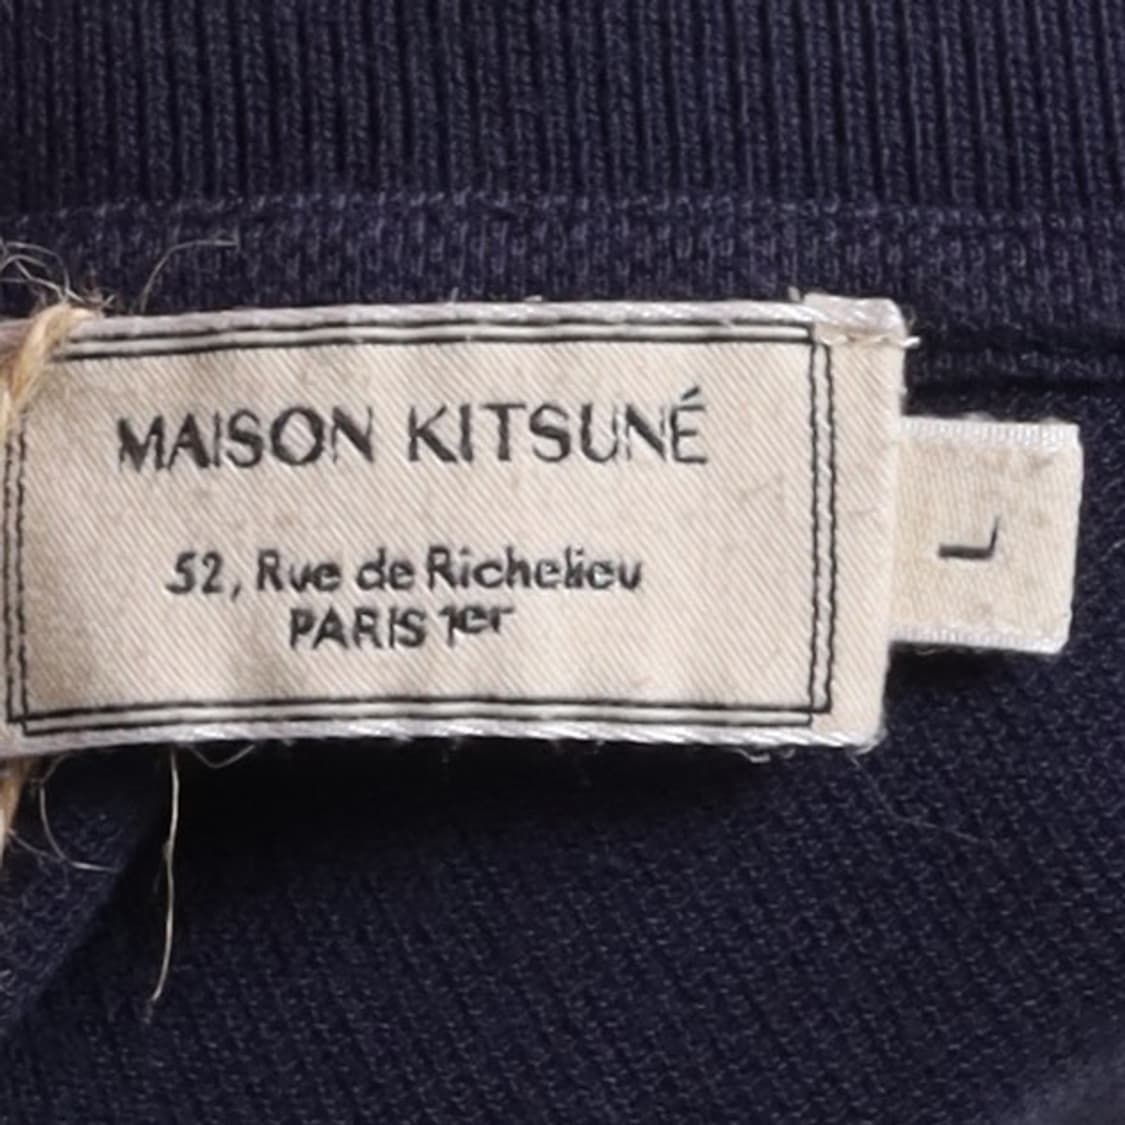 MAISON KITSUNÉ
52, Rue de Richelieu
PARIS 1er
L